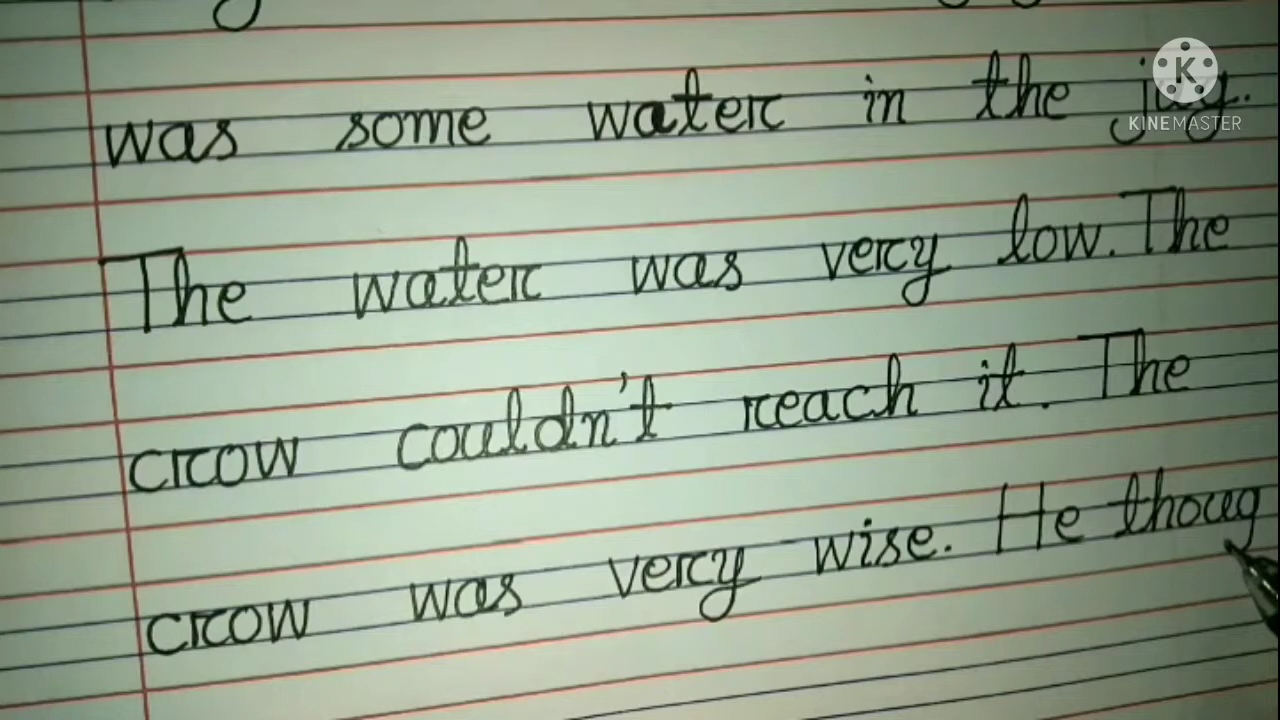 was some water in the jug.
The water was very low. The
crow couldn't reach it. The
crow was very wise. He thoug
K
KINEMASTER